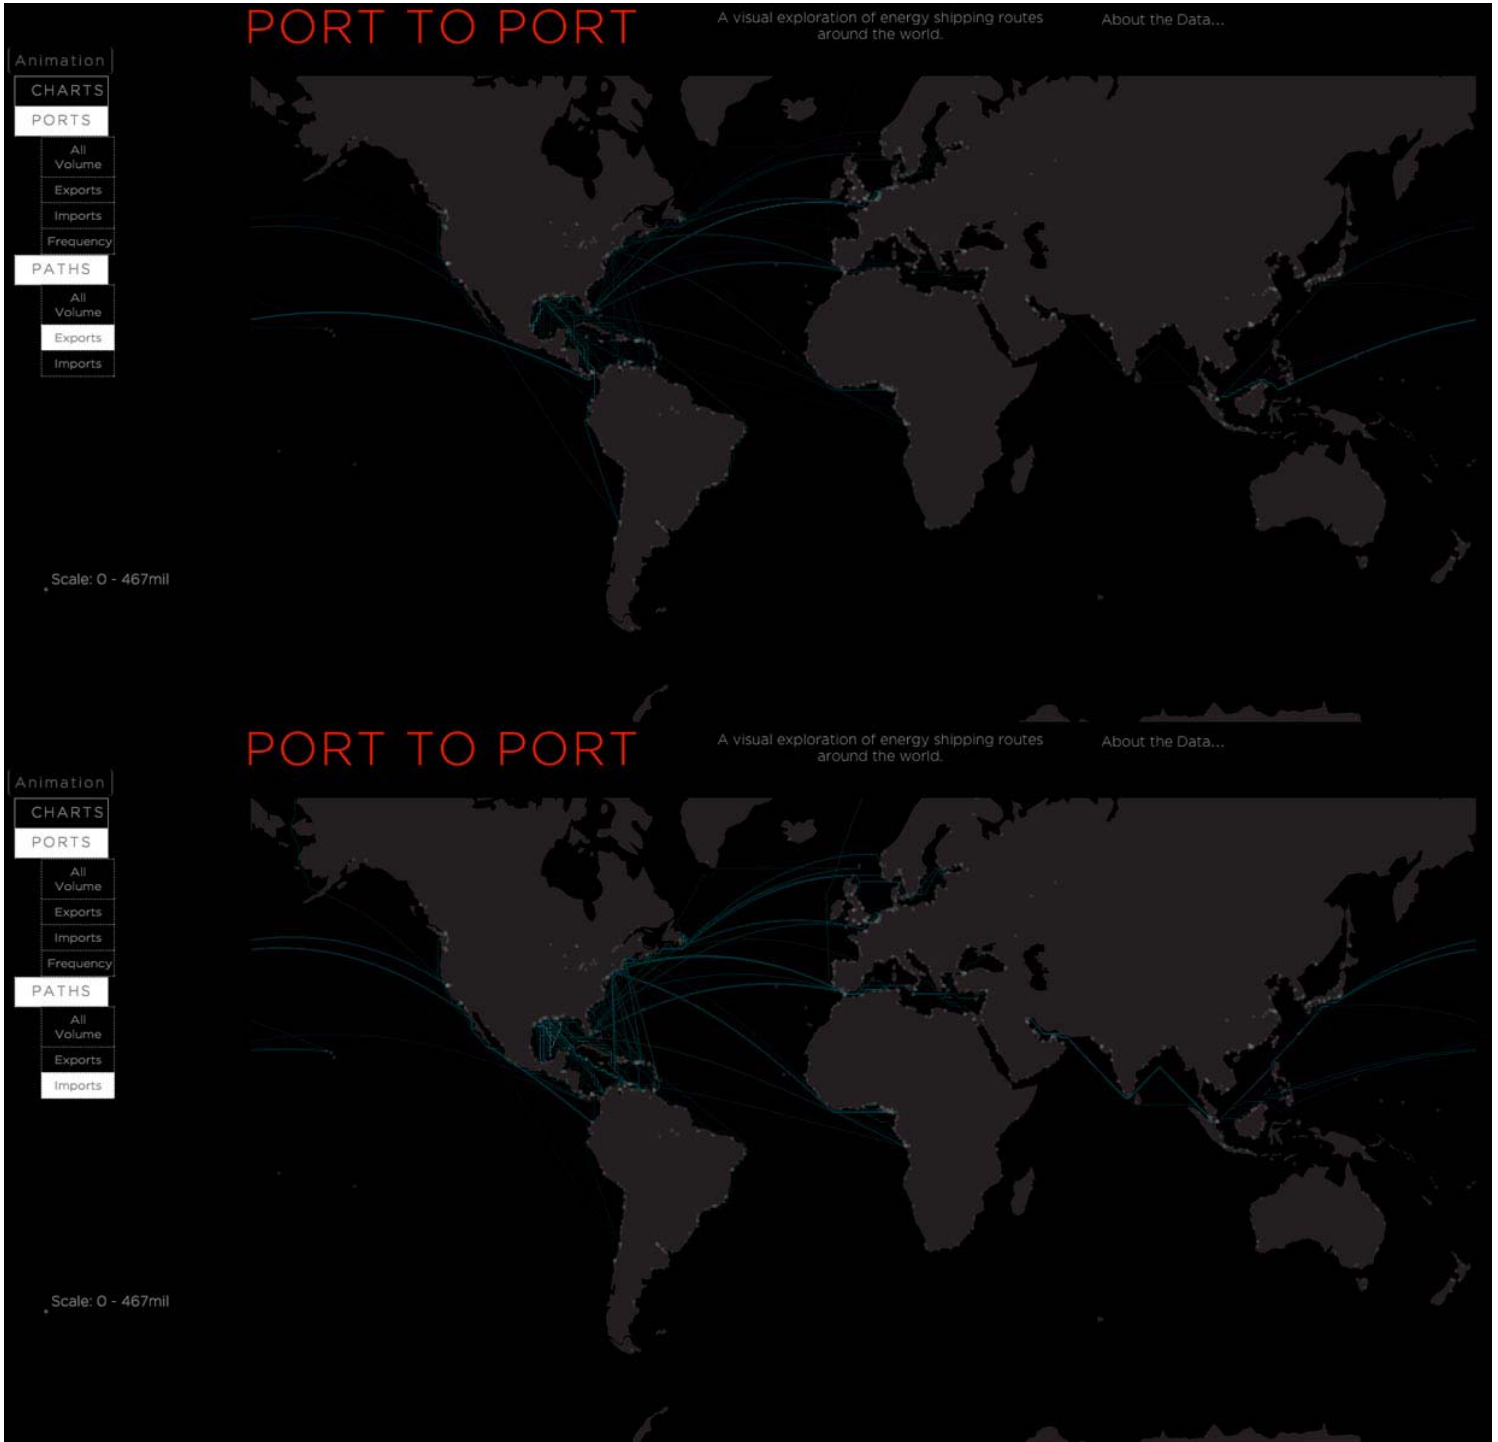 PORT TO PORT
A visual exploration of energy shipping routes
around the world.
About the Data...
Animation
CHARTS
PORTS
All
Volume
Exports
Imports
Frequency
PATHS
All
Volume
Exports
Imports
Scale: 0 - 467mil
PORT TO PORT
A visual exploration of energy shipping routes
around the world.
About the Data...
Animation
CHARTS
PORTS
All
Volume
Exports
Imports
Frequency
PATHS
All
Volume
Exports
Imports
Scale: 0 - 467mil